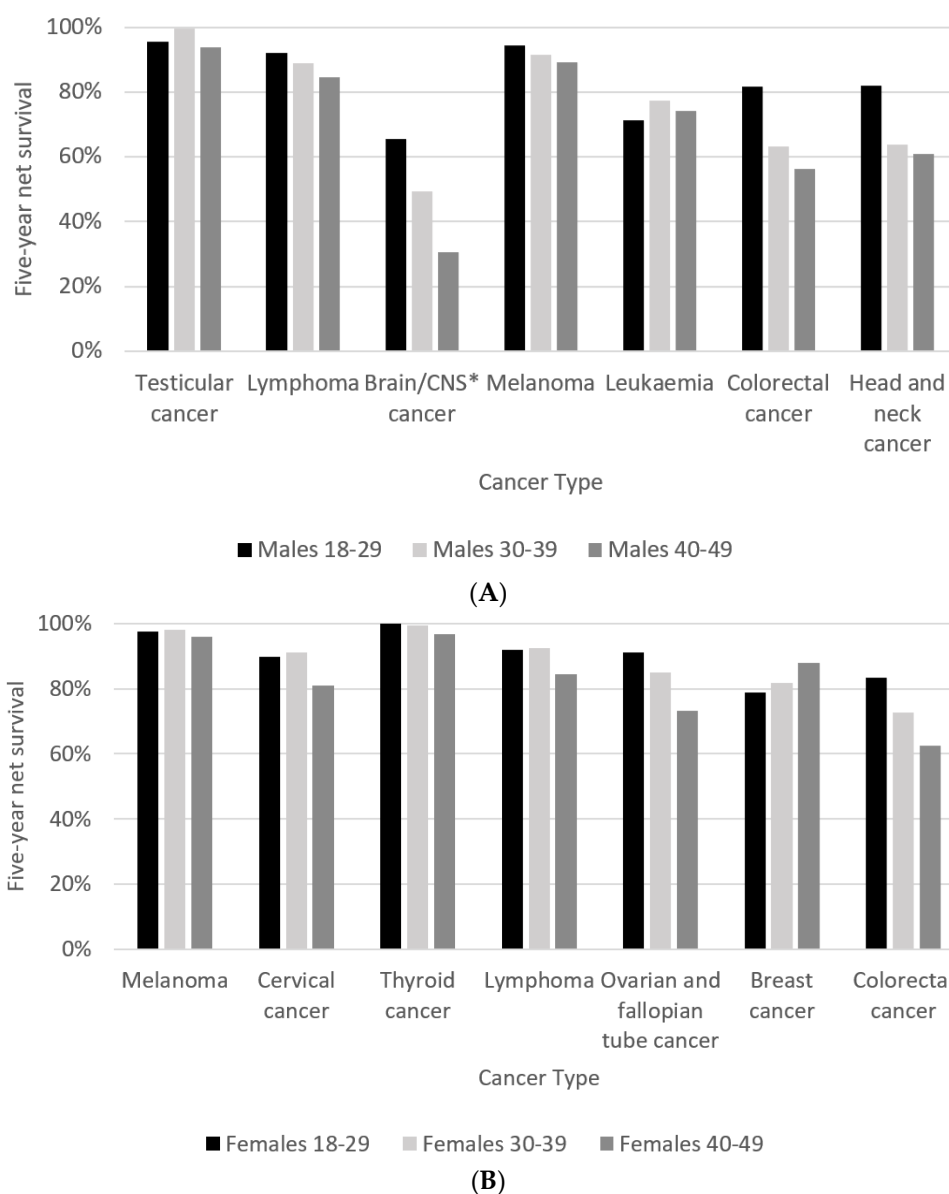 100%
80%
60%
40%
20%
0%
Five-year net survival
Testicular cancer
Lymphoma
Brain/CNS* cancer
Melanoma
Leukaemia
Colorectal cancer
Head and neck cancer
Cancer Type
Males 18-29 Males 30-39 Males 40-49
(A)
100%
80%
60%
40%
20%
0%
Five-year net survival
Melanoma
Cervical cancer
Thyroid cancer
Lymphoma
Ovarian and fallopian tube cancer
Breast cancer
Colorecta cancer
Cancer Type
Females 18-29 Females 30-39 Females 40-49
(B)